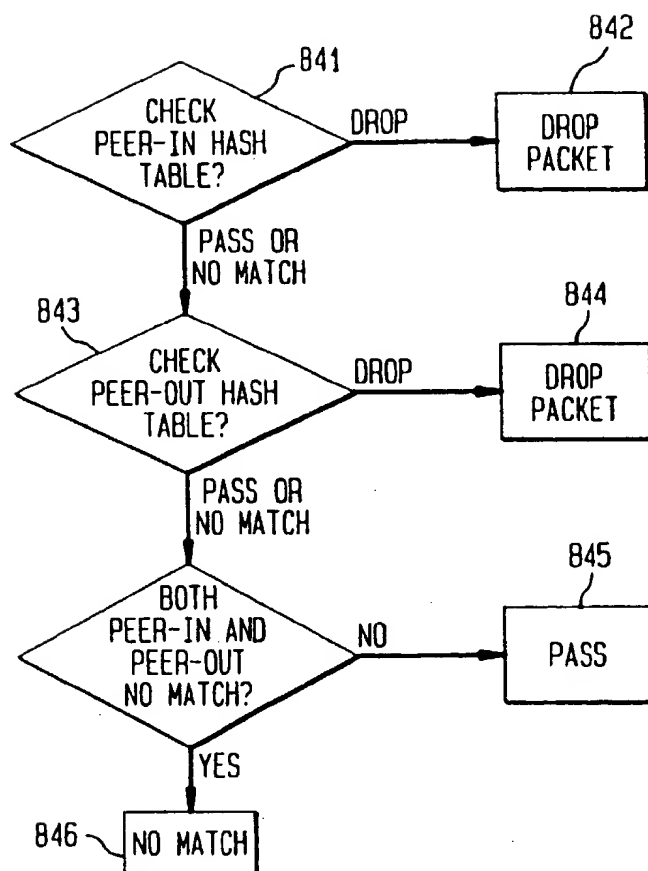 841
CHECK
PEER-IN HASH
TABLE?
DROP
842
DROP
PACKET
PASS OR
NO MATCH
843
CHECK
PEER-OUT HASH
TABLE?
DROP
844
DROP
PACKET
PASS OR
NO MATCH
BOTH
PEER-IN AND
PEER-OUT
NO MATCH?
NO
845
PASS
YES
846
NO MATCH